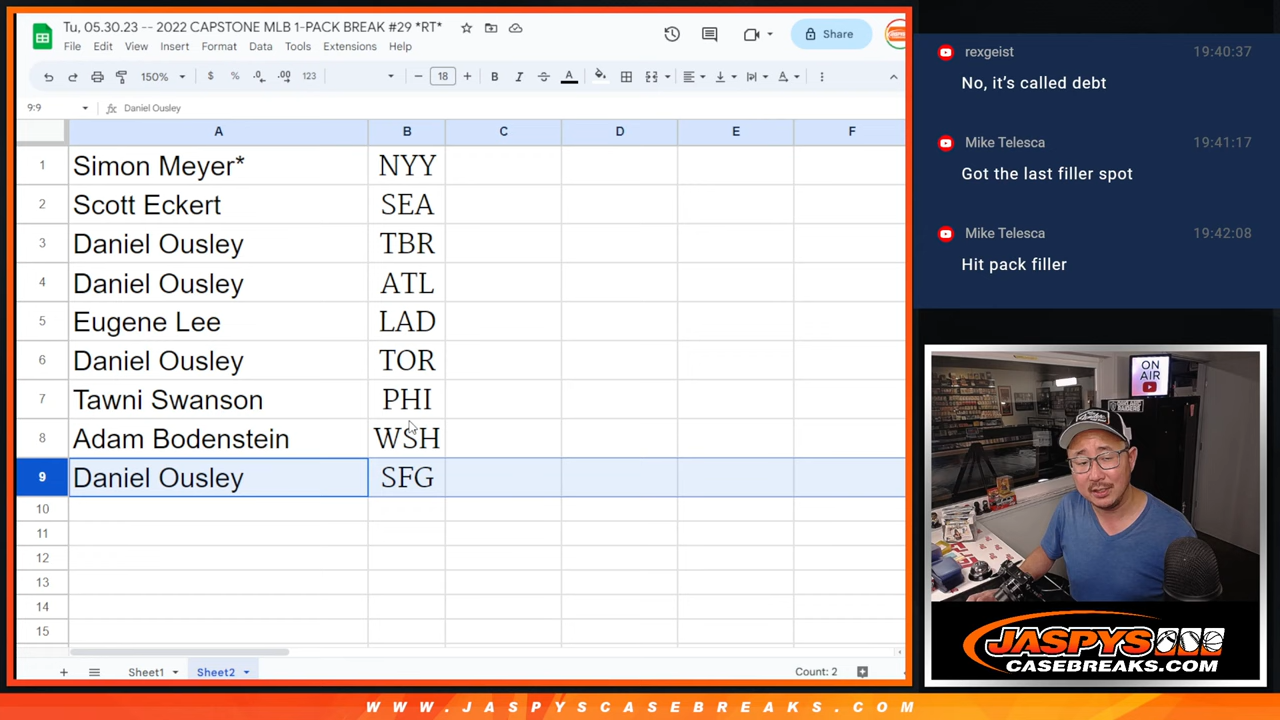 Tu, 05.30.23 -- 2022 CAPSTONE MLB 1-PACK BREAK #29 *RT*
File Edit View Insert Format Data Tools Extensions Help
Share
150% $ % .0 .00 123 18 B I A
9:9 fx Daniel Ousley
A B C D E F
1 Simon Meyer* NYY
2 Scott Eckert SEA
3 Daniel Ousley TBR
4 Daniel Ousley ATL
5 Eugene Lee LAD
6 Daniel Ousley TOR
7 Tawni Swanson PHI
8 Adam Bodenstein WSH
9 Daniel Ousley SFG
10
11
12
13
14
15
Sheet1 Sheet2 Count: 2
rexgeist 19:40:37
No, it’s called debt
Mike Telesca 19:41:17
Got the last filler spot
Mike Telesca 19:42:08
Hit pack filler
ON
AIR
JASPYS
CASEBREAKS.COM
WWW.JASPYSCASEBREAKS.COM